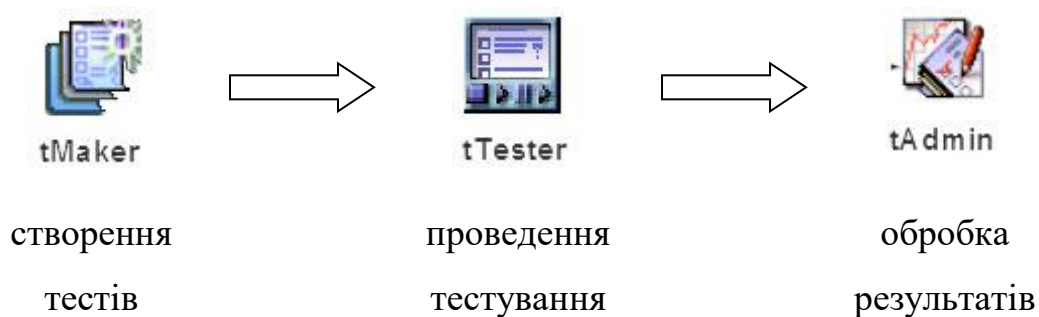 tMaker
tTester
tAdmin
створення
тестів
проведення
тестування
обробка
результатів